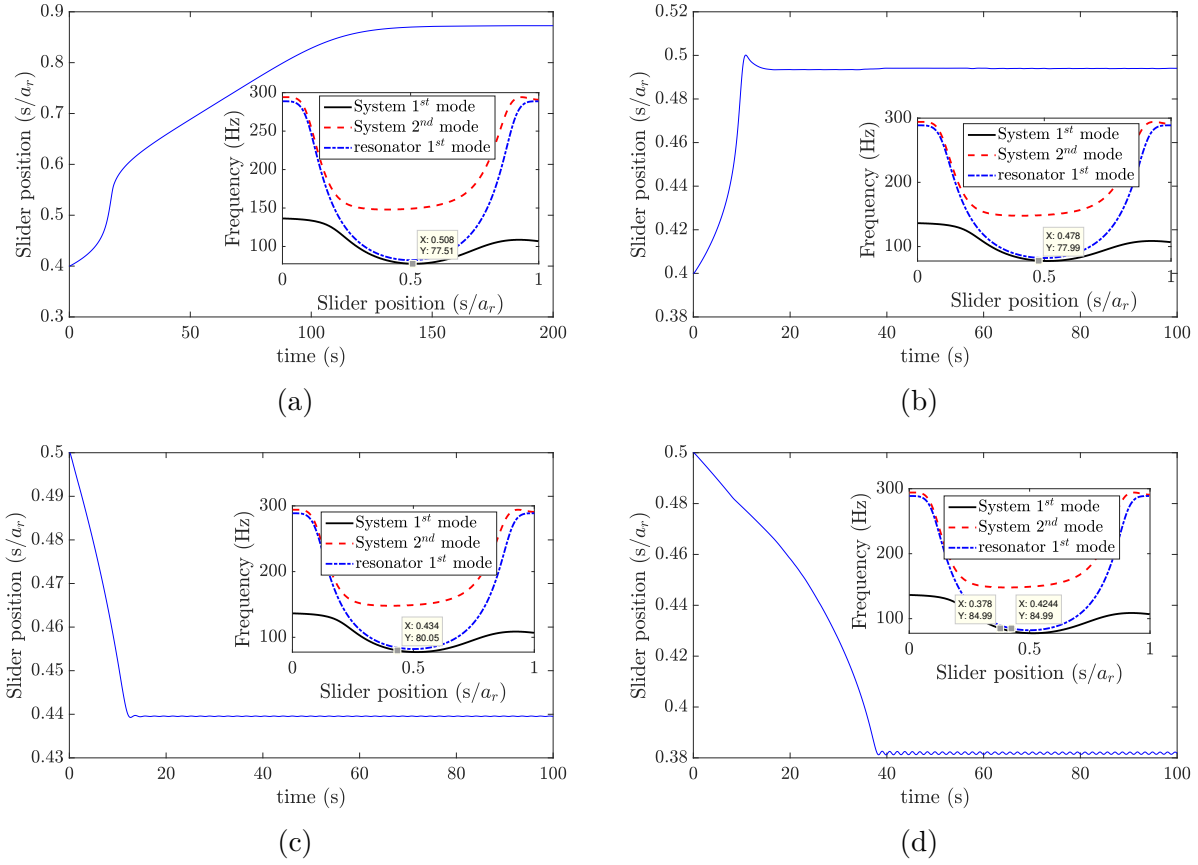 0.9
0.8
0.7
0.6
0.5
0.4
0.3
Slider position (s/a_r)
0
50
100
150
200
time (s)
300
250
200
150
100
Frequency (Hz)
System 1^st mode
System 2^nd mode
resonator 1^st mode
X: 0.508
Y: 77.51
0
0.5
1
Slider position (s/a_r)
(a)
0.52
0.5
0.48
0.46
0.44
0.42
0.4
0.38
Slider position (s/a_r)
0
20
40
60
80
100
time (s)
300
200
100
Frequency (Hz)
System 1^st mode
System 2^nd mode
resonator 1^st mode
X: 0.478
Y: 77.99
0
0.5
1
Slider position (s/a_r)
(b)
0.5
0.49
0.48
0.47
0.46
0.45
0.44
0.43
Slider position (s/a_r)
0
20
40
60
80
100
time (s)
300
200
100
Frequency (Hz)
System 1^st mode
System 2^nd mode
resonator 1^st mode
X: 0.434
Y: 80.05
0
0.5
1
Slider position (s/a_r)
(c)
0.5
0.48
0.46
0.44
0.42
0.4
0.38
Slider position (s/a_r)
0
20
40
60
80
100
time (s)
300
200
100
Frequency (Hz)
System 1^st mode
System 2^nd mode
resonator 1^st mode
X: 0.378
Y: 84.99
X: 0.4244
Y: 84.99
0
0.5
1
Slider position (s/a_r)
(d)